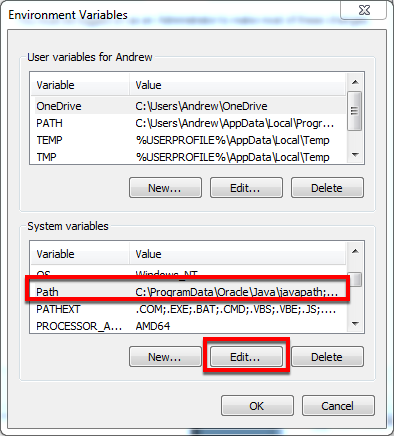 Environment Variables
User variables for Andrew
Variable Value
OneDrive C:\Users\Andrew\OneDrive
PATH C:\Users\Andrew\AppData\Local\Progr...
TEMP %USERPROFILE%\AppData\Local\Temp
TMP %USERPROFILE%\AppData\Local\Temp
New... Edit... Delete
System variables
Variable Value
OS Windows_NT
Path C:\ProgramData\Oracle\Java\javapath;...
PATHEXT .COM;.EXE;.BAT;.CMD;.VBS;.VBE;.JS;....
PROCESSOR_A... AMD64
New... Edit... Delete
OK Cancel